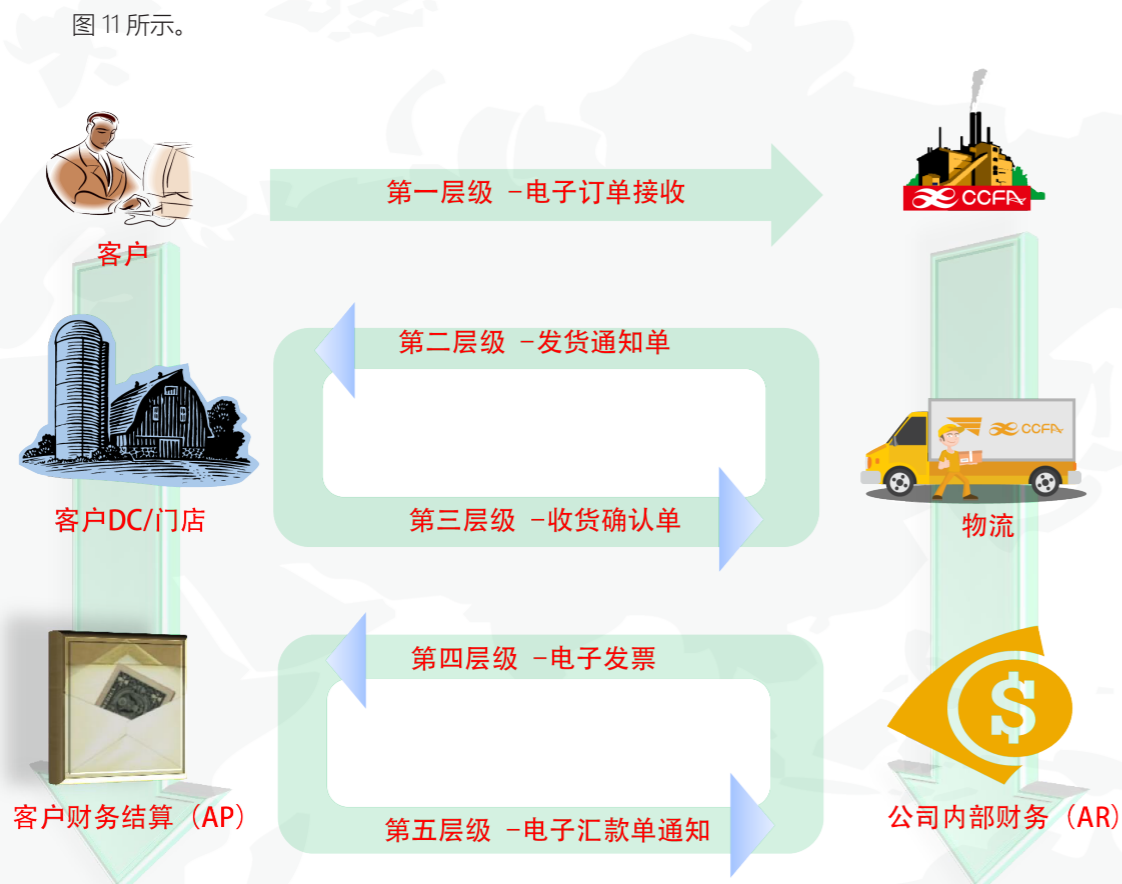 图 11 所示。
第一层级 -电子订单接收
CCFA
客户
第二层级 -发货通知单
CCFA
客户DC/门店
第三层级 -收货确认单
物流
第四层级 -电子发票
$
客户财务结算（AP）
第五层级 -电子汇款单通知
公司内部财务（AR）